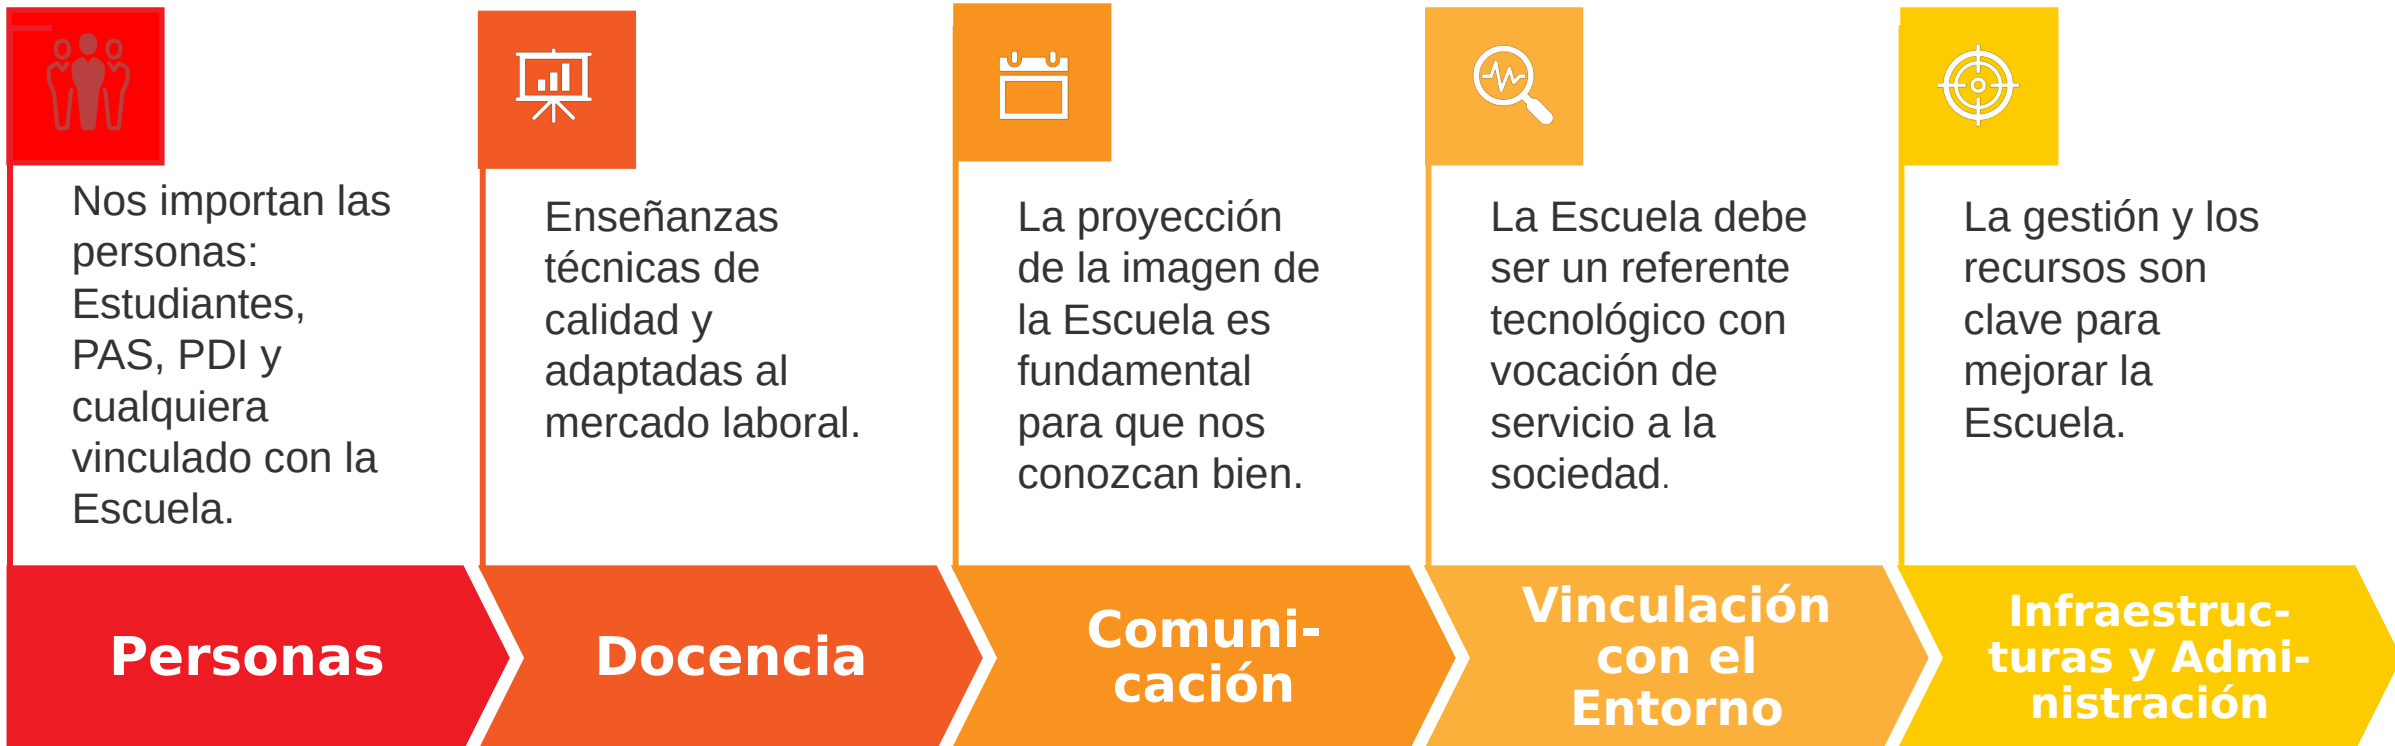 Nos importan las
personas:
Estudiantes,
PAS, PDI y
cualquiera
vinculado con la
Escuela.
Personas
Enseñanzas
técnicas de
calidad y
adaptadas al
mercado laboral.
Docencia
La proyección
de la imagen de
la Escuela es
fundamental
para que nos
conozcan bien.
Comuni-
cación
La Escuela debe
ser un referente
tecnológico con
vocación de
servicio a la
sociedad.
Vinculación
con el
Entorno
La gestión y los
recursos son
clave para
mejorar la
Escuela.
Infraestruc-
turas y Admi-
nistración